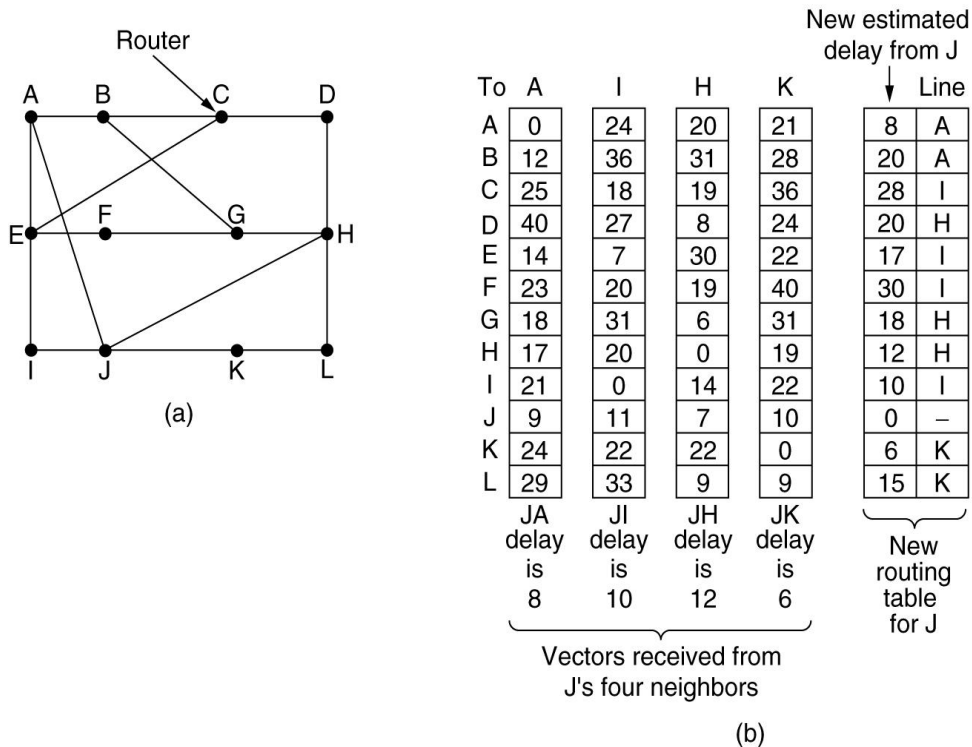 Router
A B C D
E F G H
I J K L
(a)
New estimated
delay from J
To A I H K Line
A 0 24 20 21 8 A
B 12 36 31 28 20 A
C 25 18 19 36 28 I
D 40 27 8 24 20 H
E 14 7 30 22 17 I
F 23 20 19 40 30 I
G 18 31 6 31 18 H
H 17 20 0 19 12 H
I 21 0 14 22 10 I
J 9 11 7 10 0 –
K 24 22 22 0 6 K
L 29 33 9 9 15 K
JA JI JH JK
delay delay delay delay
is is is is
8 10 12 6
New
routing
table
for J
Vectors received from
J's four neighbors
(b)